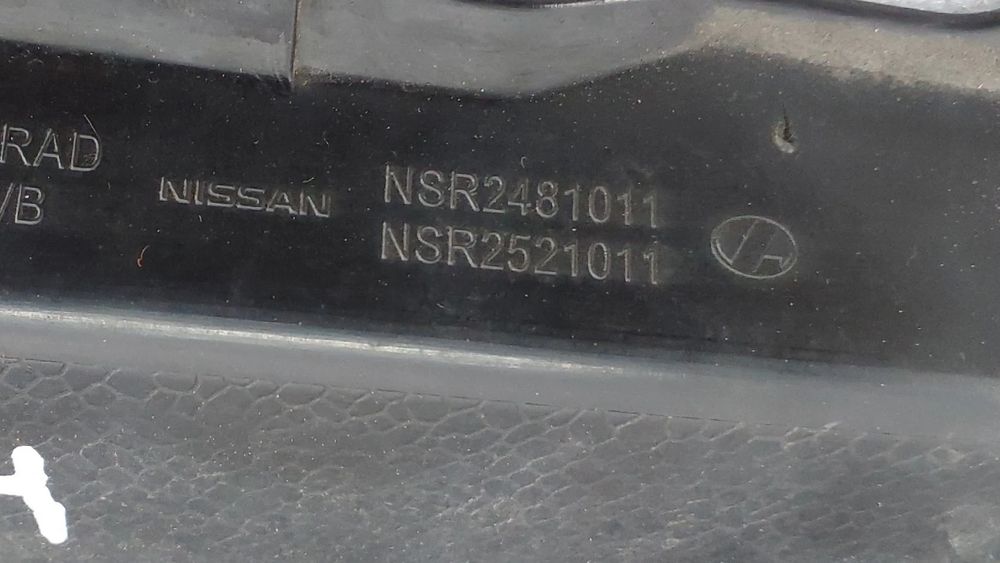 RAD
/B
NISSAN
NSR2481011
NSR2521011